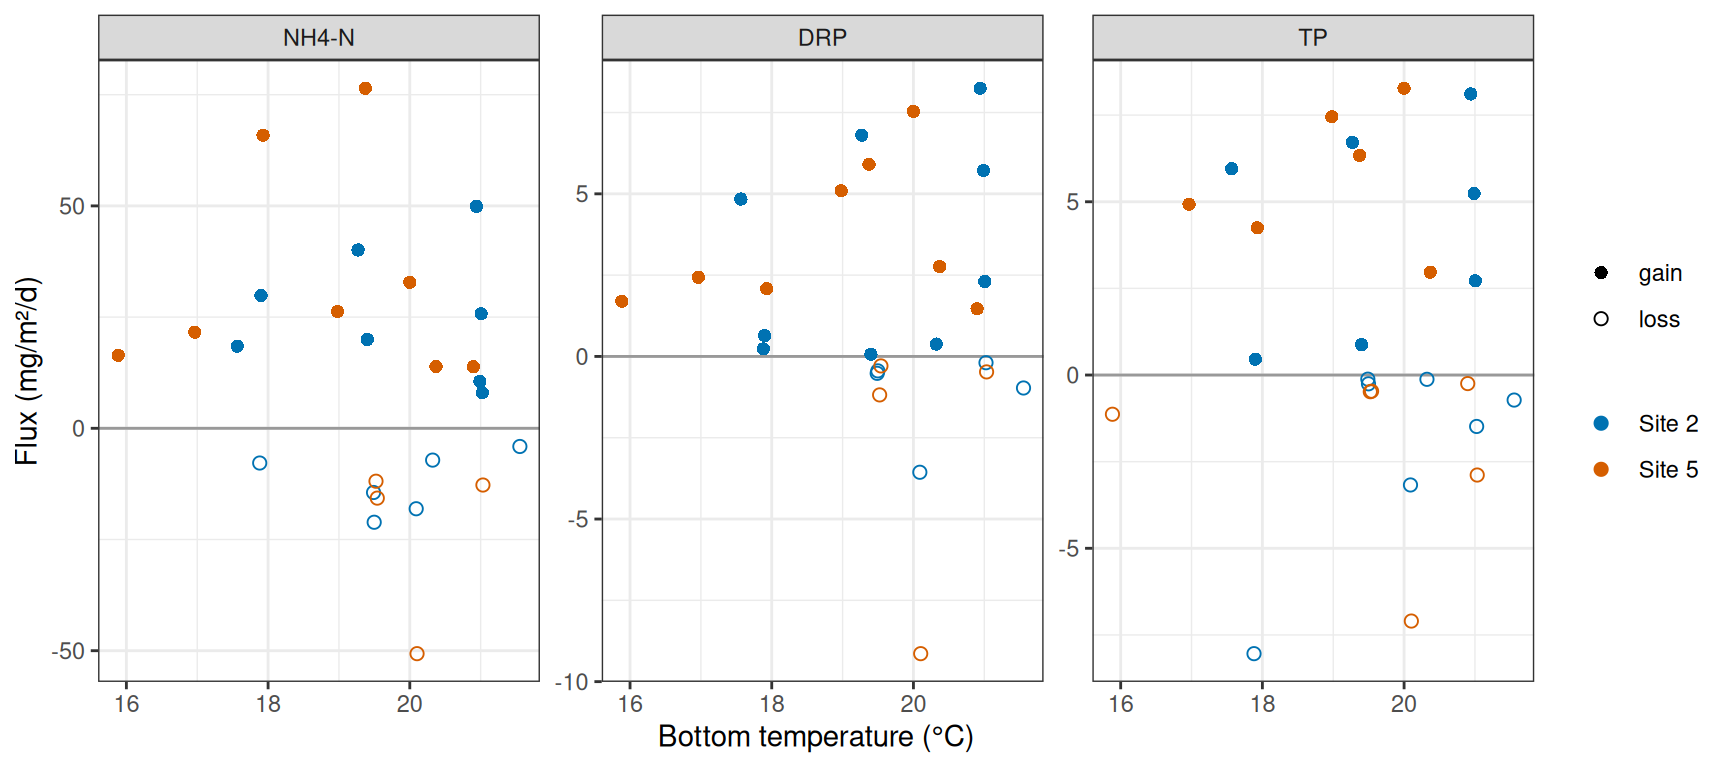 NH4-N DRP TP
Flux (mg/m²/d)
50
0
-50
5
0
-5
-10
5
0
-5
16 18 20 16 18 20 16 18 20
Bottom temperature (°C)
gain
loss
Site 2
Site 5